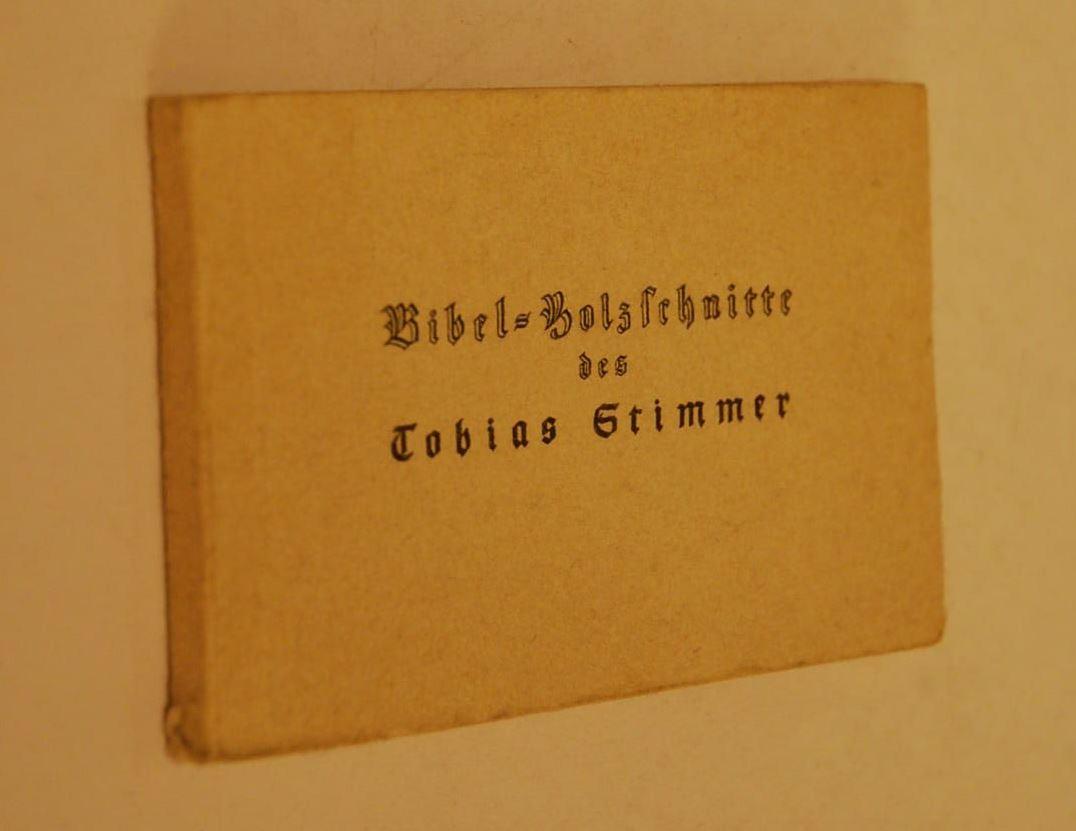 Bibel=Holzſchnitte
des
Tobias Stimmer